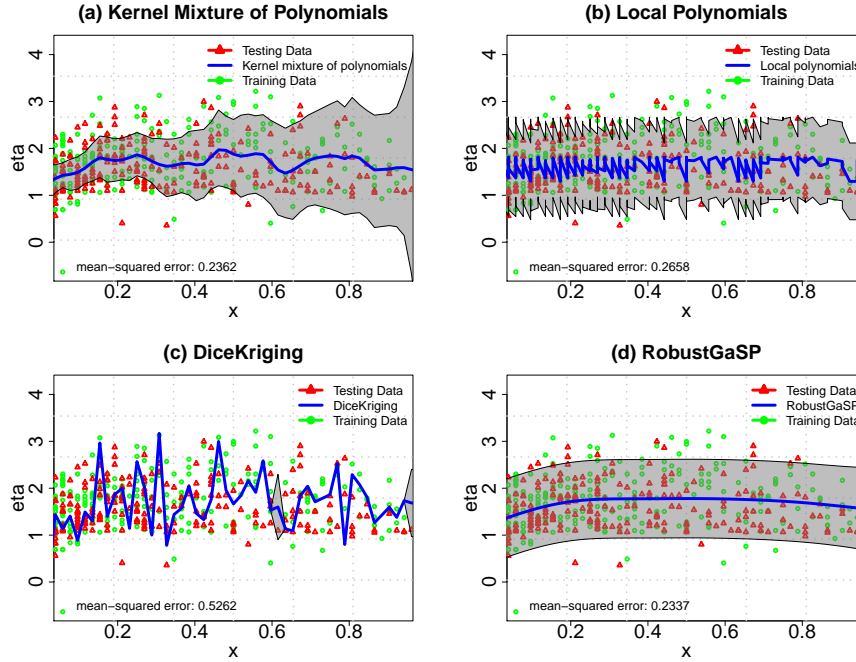 (a) Kernel Mixture of Polynomials
Testing Data
Kernel mixture of polynomials
Training Data
eta
4
3
2
1
0
mean−squared error: 0.2362
0.2 0.4 0.6 0.8
x
(b) Local Polynomials
Testing Data
Local polynomials
Training Data
eta
4
3
2
1
0
mean−squared error: 0.2658
0.2 0.4 0.6 0.8
x
(c) DiceKriging
Testing Data
DiceKriging
Training Data
eta
4
3
2
1
0
mean−squared error: 0.5262
0.2 0.4 0.6 0.8
x
(d) RobustGaSP
Testing Data
RobustGaSP
Training Data
eta
4
3
2
1
0
mean−squared error: 0.2337
0.2 0.4 0.6 0.8
x